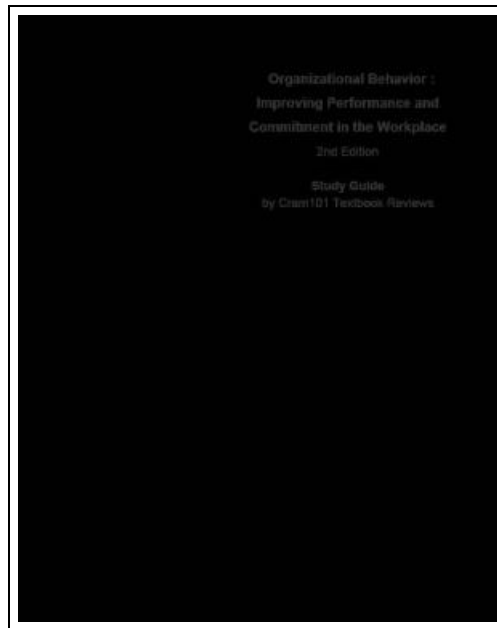 Organizational Behavior :
Improving Performance and
Commitment in the Workplace
2nd Edition
Study Guide
by Cram101 Textbook Reviews